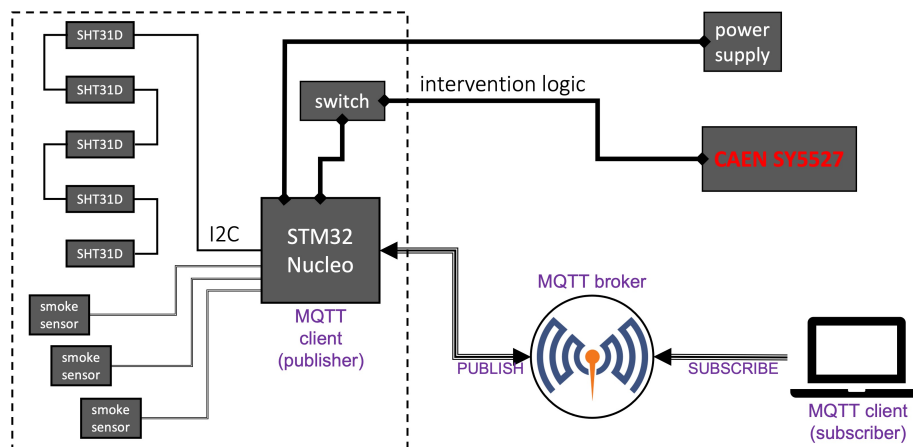 SHT31D
SHT31D
SHT31D
SHT31D
SHT31D
I2C
smoke
sensor
smoke
sensor
smoke
sensor
switch
intervention logic
power
supply
CAEN SY5527
STM32
Nucleo
MQTT
client
(publisher)
MQTT broker
PUBLISH
SUBSCRIBE
MQTT client
(subscriber)